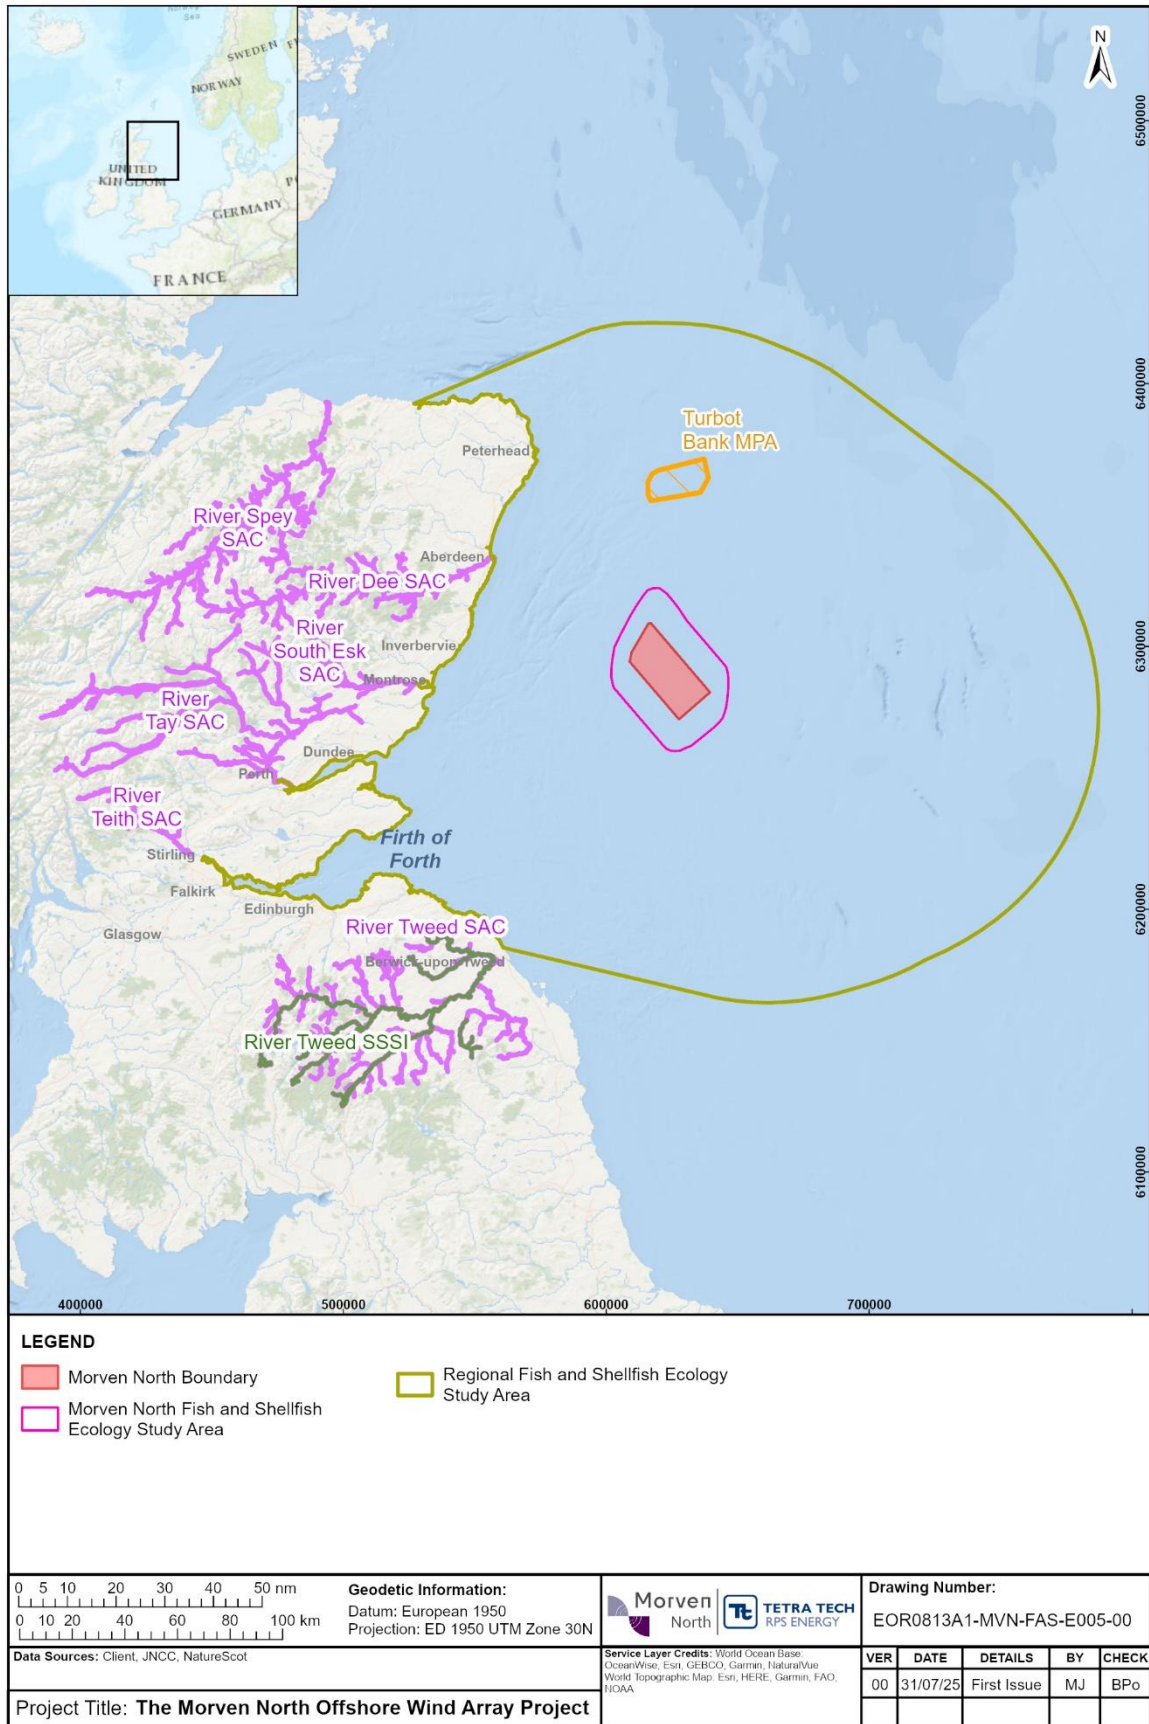 Norwegian
Sea
SWEDEN
NORWAY
UNITED
KINGDOM
GERMANY
FRANCE
N
6500000
6400000
6300000
6200000
6100000
Turbot
Bank MPA
Peterhead
River Spey
SAC
Aberdeen
River Dee SAC
River
South Esk
SAC
Inverbervie
Montrose
River
Tay SAC
Dundee
Perth
River
Teith SAC
Firth of
Forth
Stirling
Falkirk
Edinburgh
Glasgow
River Tweed SAC
Berwick-upon-Tweed
River Tweed SSSI
400000
500000
600000
700000
LEGEND
Morven North Boundary
Morven North Fish and Shellfish
Ecology Study Area
Regional Fish and Shellfish Ecology
Study Area
0 5 10 20 30 40 50 nm
0 10 20 40 60 80 100 km
Geodetic Information:
Datum: European 1950
Projection: ED 1950 UTM Zone 30N
Morven
North
Tt
TETRA TECH
RPS ENERGY
Drawing Number:
EOR0813A1-MVN-FAS-E005-00
Data Sources: Client, JNCC, NatureScot
Service Layer Credits: World Ocean Base:
OceanWise, Esri, GEBCO, Garmin, NaturalVue
World Topographic Map: Esri, HERE, Garmin, FAO,
NOAA
VER DATE DETAILS BY CHECK
00 31/07/25 First Issue MJ BPo
Project Title: The Morven North Offshore Wind Array Project